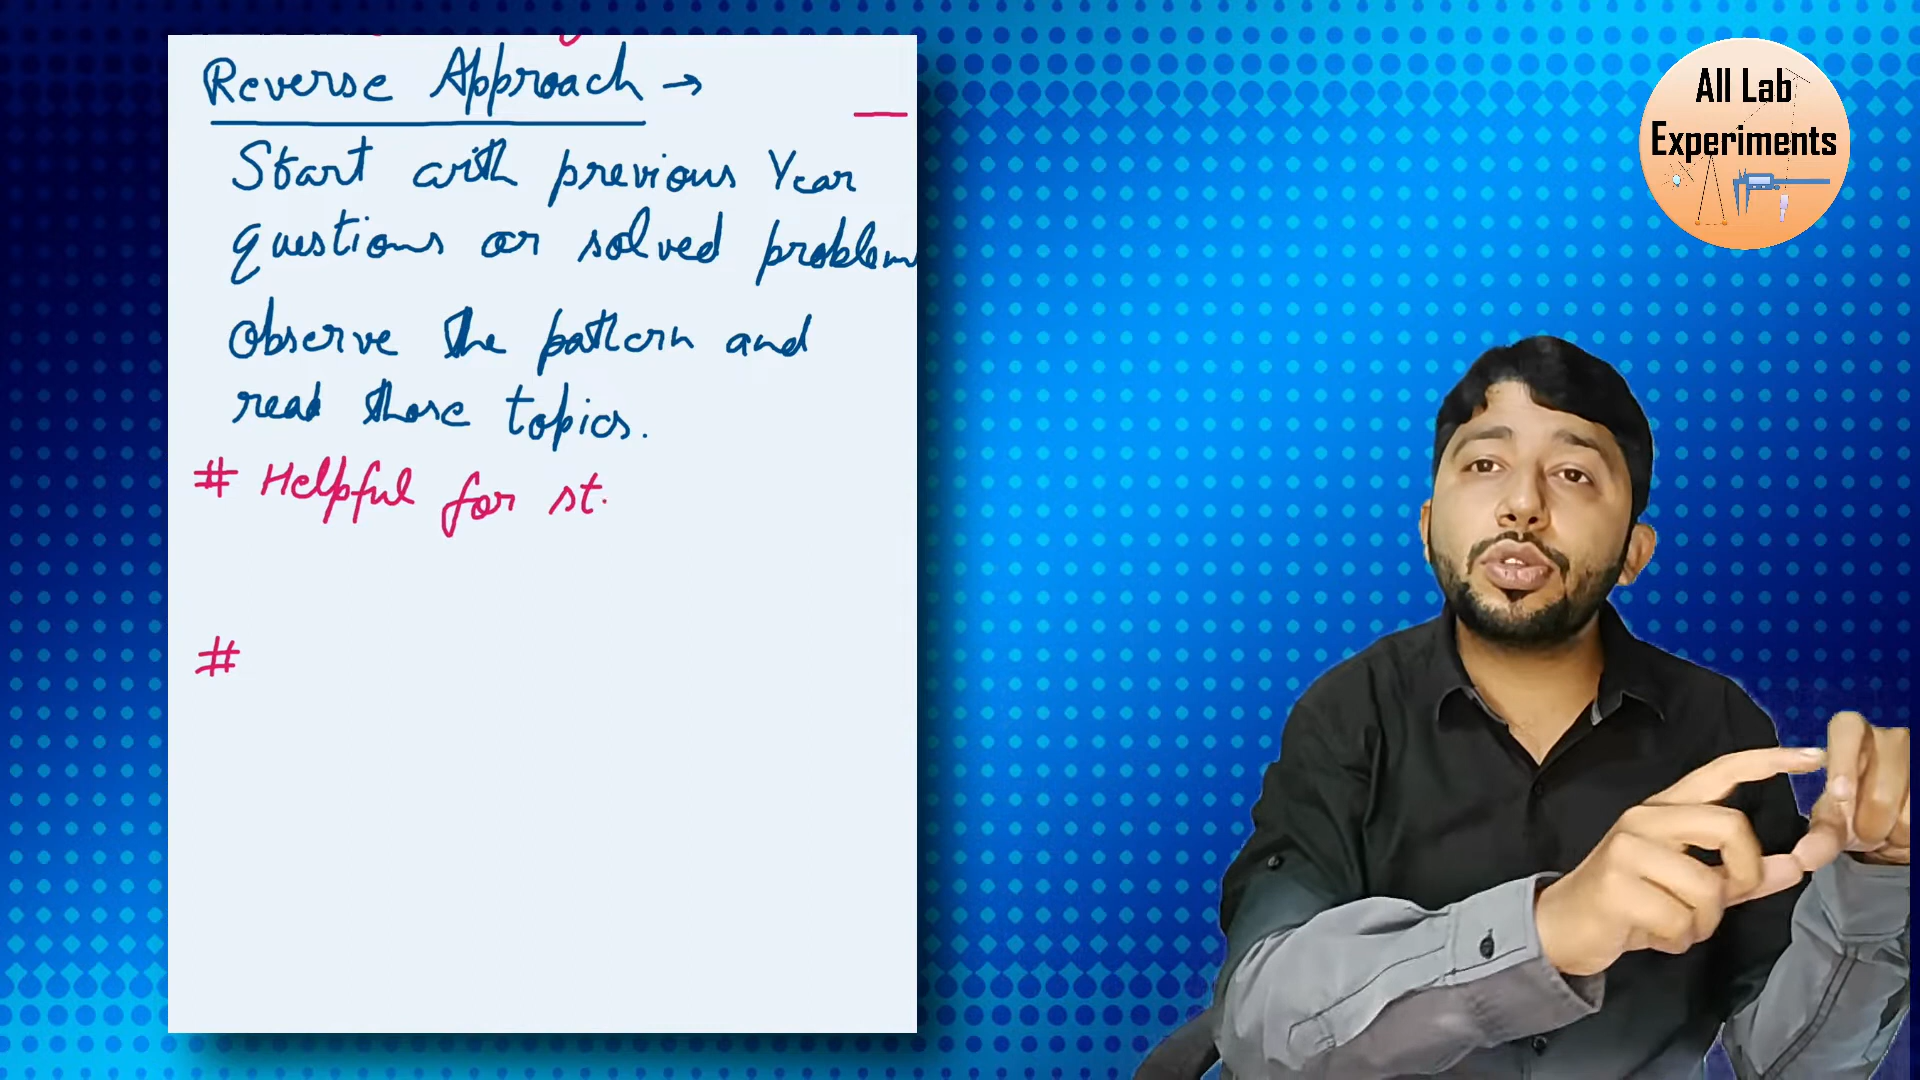 Reverse Approach →
Start with previous Year
questions or solved problem
observe the pattern and
read those topics.
# Helpful for st.
#
All Lab
Experiments